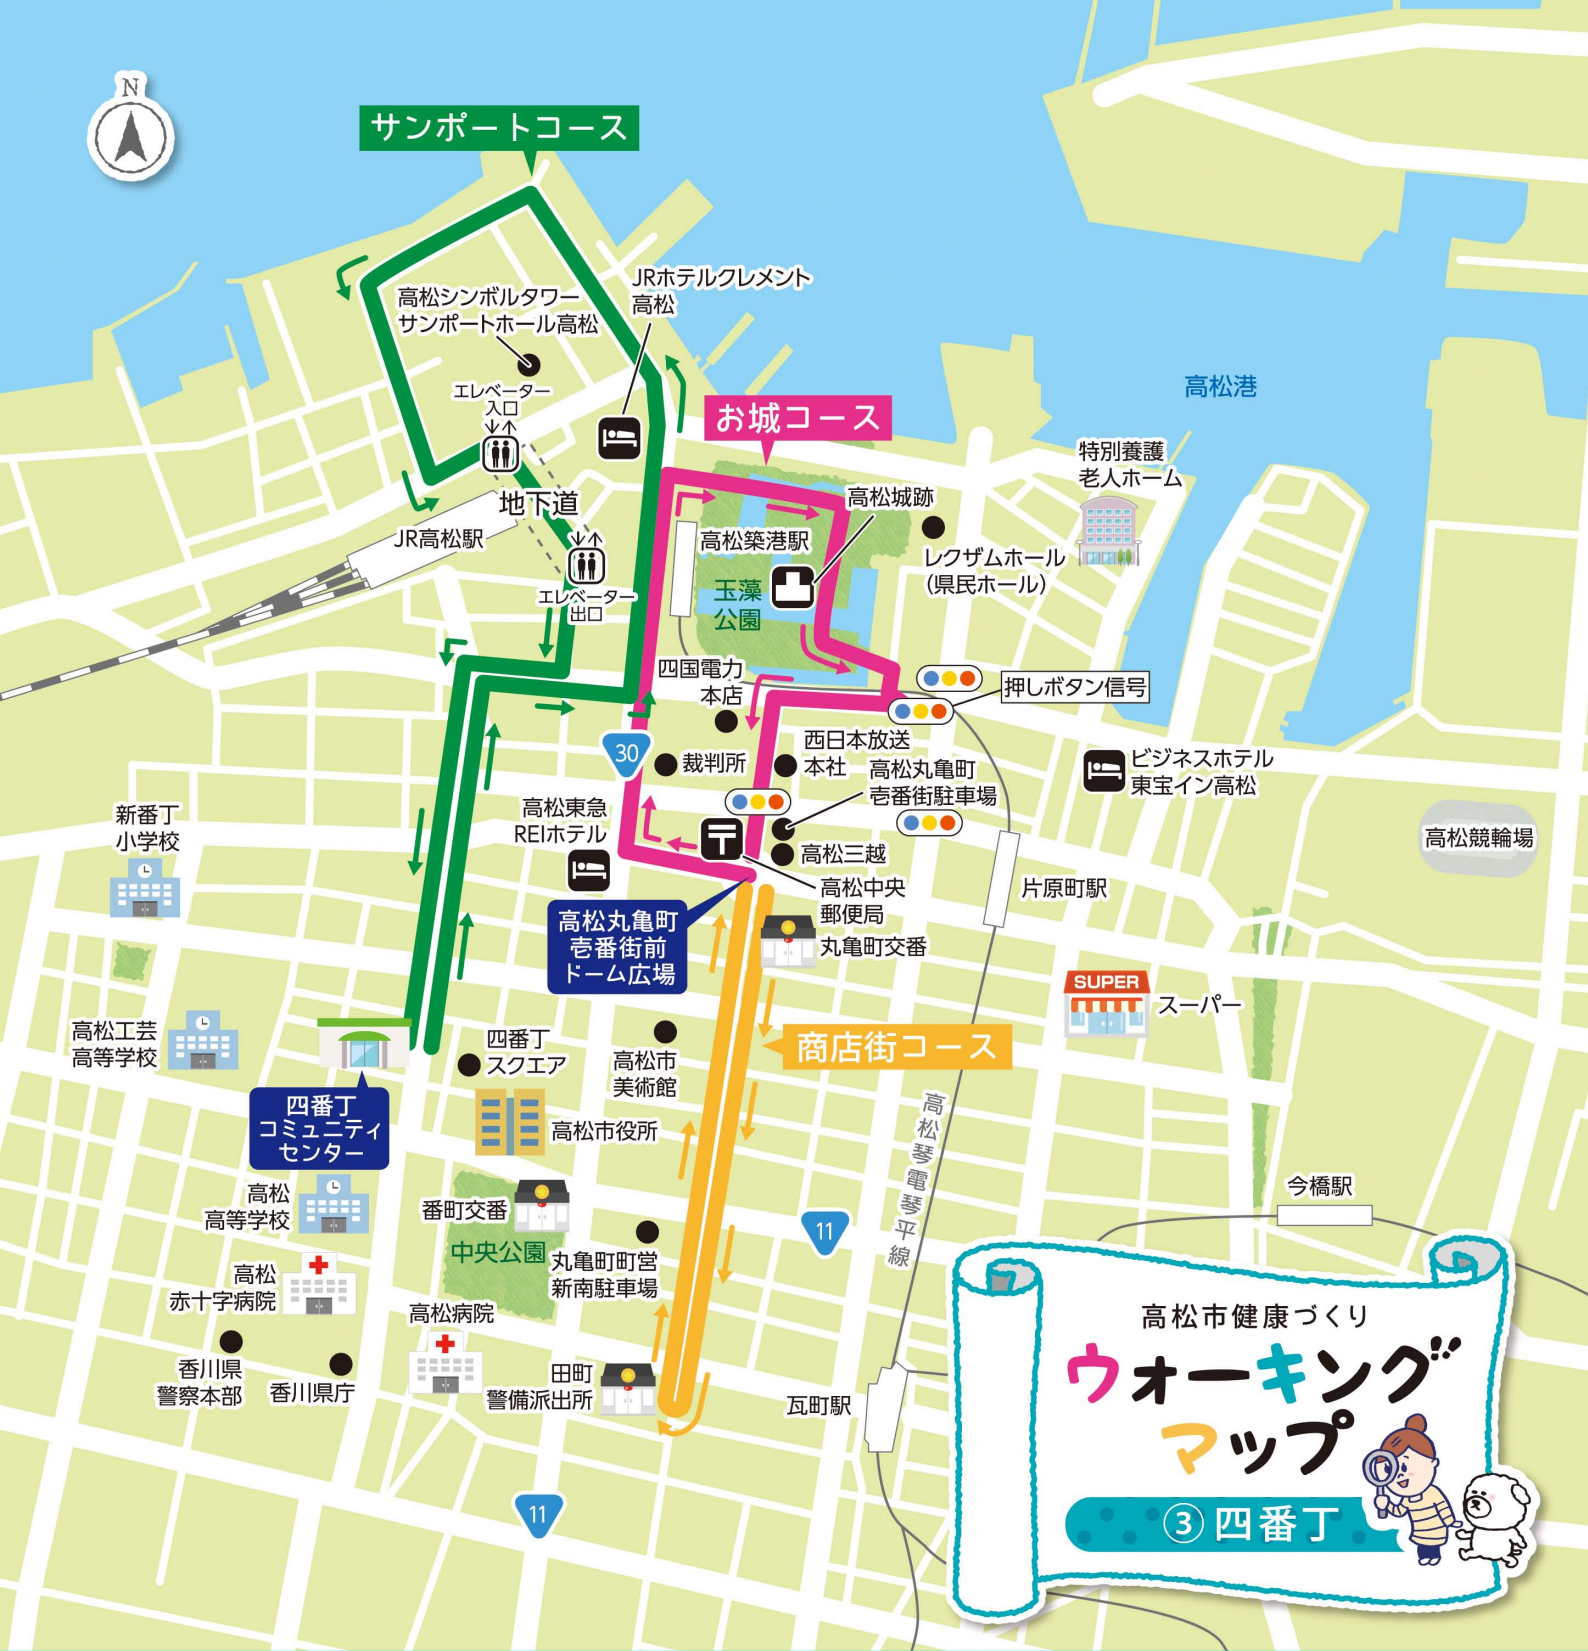 N
サンポートコース
JRホテルクレメント
高松
高松シンボルタワー
サンポートホール高松
エレベーター
入口
高松港
お城コース
特別養護
老人ホーム
地下道
高松城跡
JR高松駅
高松築港駅
レクザムホール
（県民ホール）
玉藻
公園
エレベーター
出口
四国電力
本店
押しボタン信号
30
裁判所
西日本放送
本社
高松丸亀町
壱番街駐車場
ビジネスホテル
東宝イン高松
新番丁
小学校
高松東急
REIホテル
高松競輪場
高松三越
高松中央
郵便局
片原町駅
高松丸亀町
壱番街前
ドーム広場
丸亀町交番
SUPER
スーパー
高松工芸
高等学校
四番丁
スクエア
高松市
美術館
商店街コース
四番丁
コミュニティ
センター
高松市役所
高松琴電琴平線
高松
高等学校
番町交番
今橋駅
11
中央公園
丸亀町町営
新南駐車場
高松
赤十字病院
高松病院
香川県
警察本部
香川県庁
田町
警備派出所
瓦町駅
11
高松市健康づくり
ウォーキング!!
マップ
③四番丁